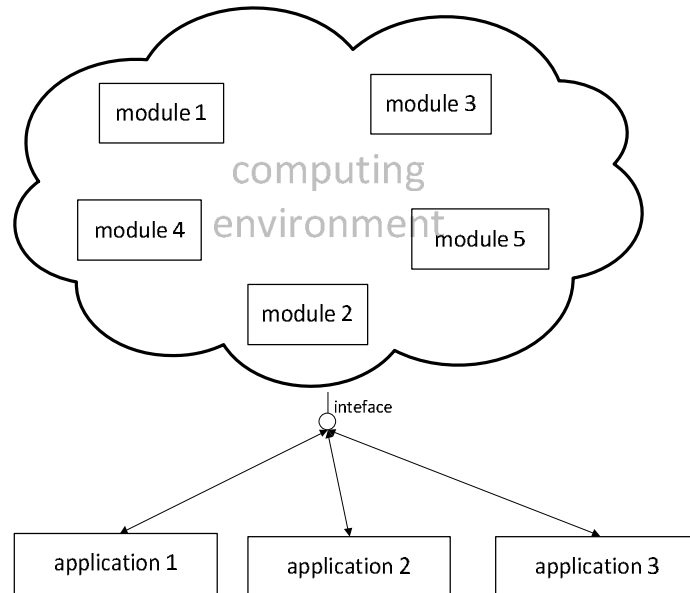 module 1
module 3
computing
environment
module 4
module 5
module 2
inteface
application 1
application 2
application 3